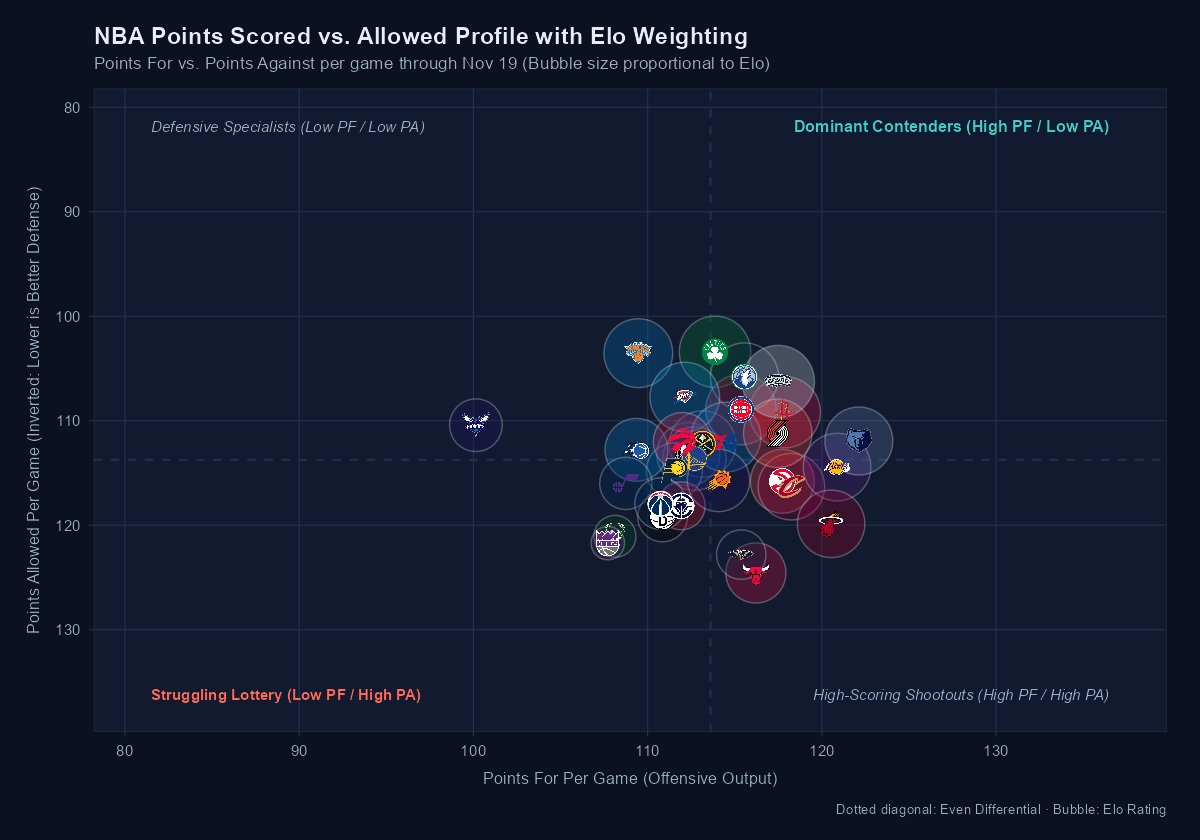 NBA Points Scored vs. Allowed Profile with Elo Weighting
Points For vs. Points Against per game through Nov 19 (Bubble size proportional to Elo)
Defensive Specialists (Low PF / Low PA)
Dominant Contenders (High PF / Low PA)
Points Allowed Per Game (Inverted: Lower is Better Defense)
80
90
100
110
120
130
Struggling Lottery (Low PF / High PA)
High-Scoring Shootouts (High PF / High PA)
80
90
100
110
120
130
Points For Per Game (Offensive Output)
Dotted diagonal: Even Differential · Bubble: Elo Rating